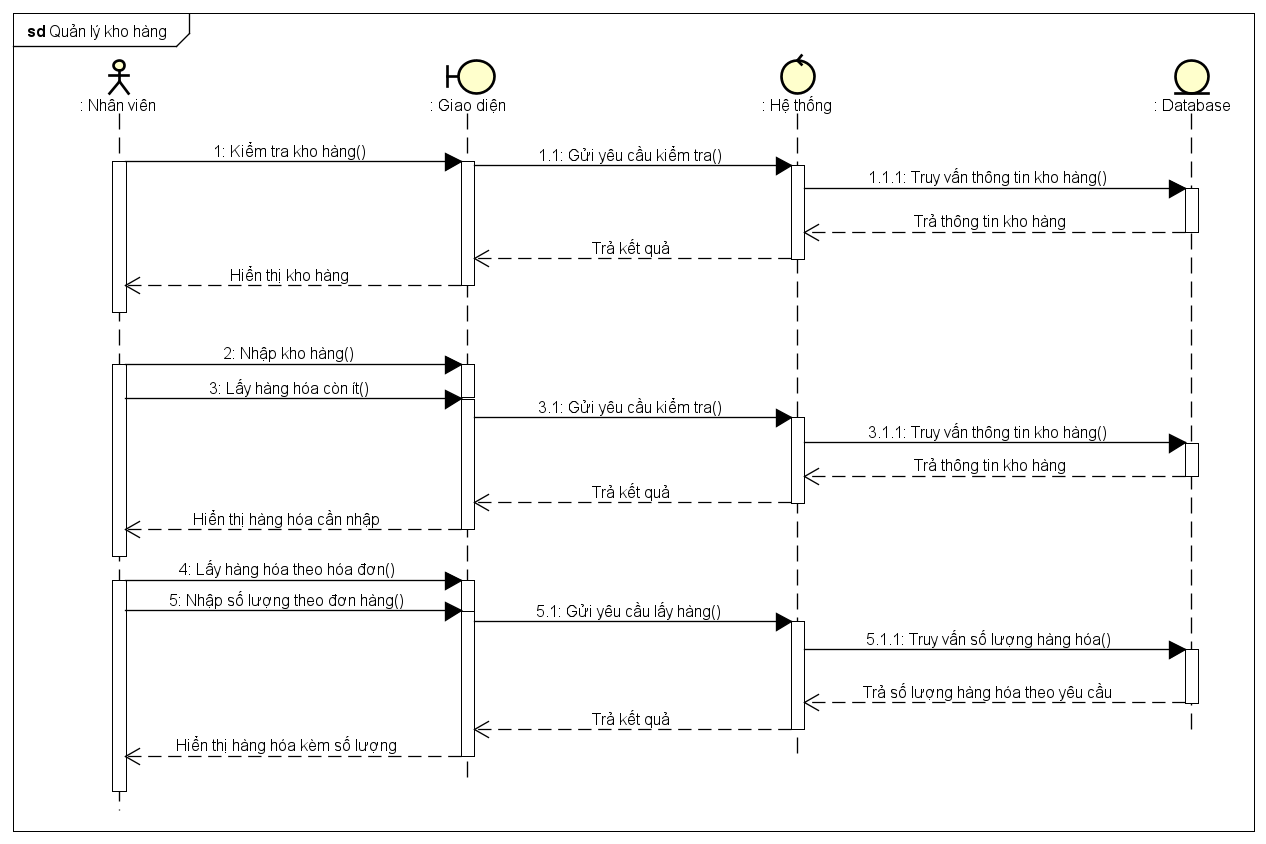 sd Quản lý kho hàng
: Nhân viên
: Giao diện
: Hệ thống
: Database
1: Kiểm tra kho hàng()
1.1: Gửi yêu cầu kiểm tra()
1.1.1: Truy vấn thông tin kho hàng()
Trả thông tin kho hàng
Trả kết quả
Hiển thị kho hàng
2: Nhập kho hàng()
3: Lấy hàng hóa còn ít()
3.1: Gửi yêu cầu kiểm tra()
3.1.1: Truy vấn thông tin kho hàng()
Trả thông tin kho hàng
Trả kết quả
Hiển thị hàng hóa cần nhập
4: Lấy hàng hóa theo hóa đơn()
5: Nhập số lượng theo đơn hàng()
5.1: Gửi yêu cầu lấy hàng()
5.1.1: Truy vấn số lượng hàng hóa()
Trả số lượng hàng hóa theo yêu cầu
Trả kết quả
Hiển thị hàng hóa kèm số lượng